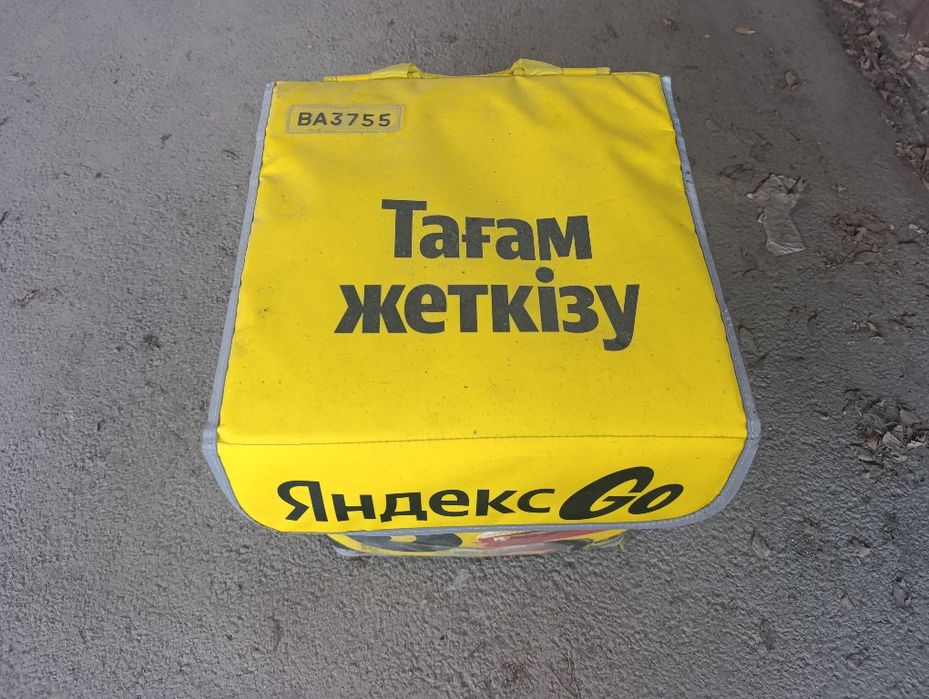 BA3755
Тағам
жеткізу
Яндекс Go